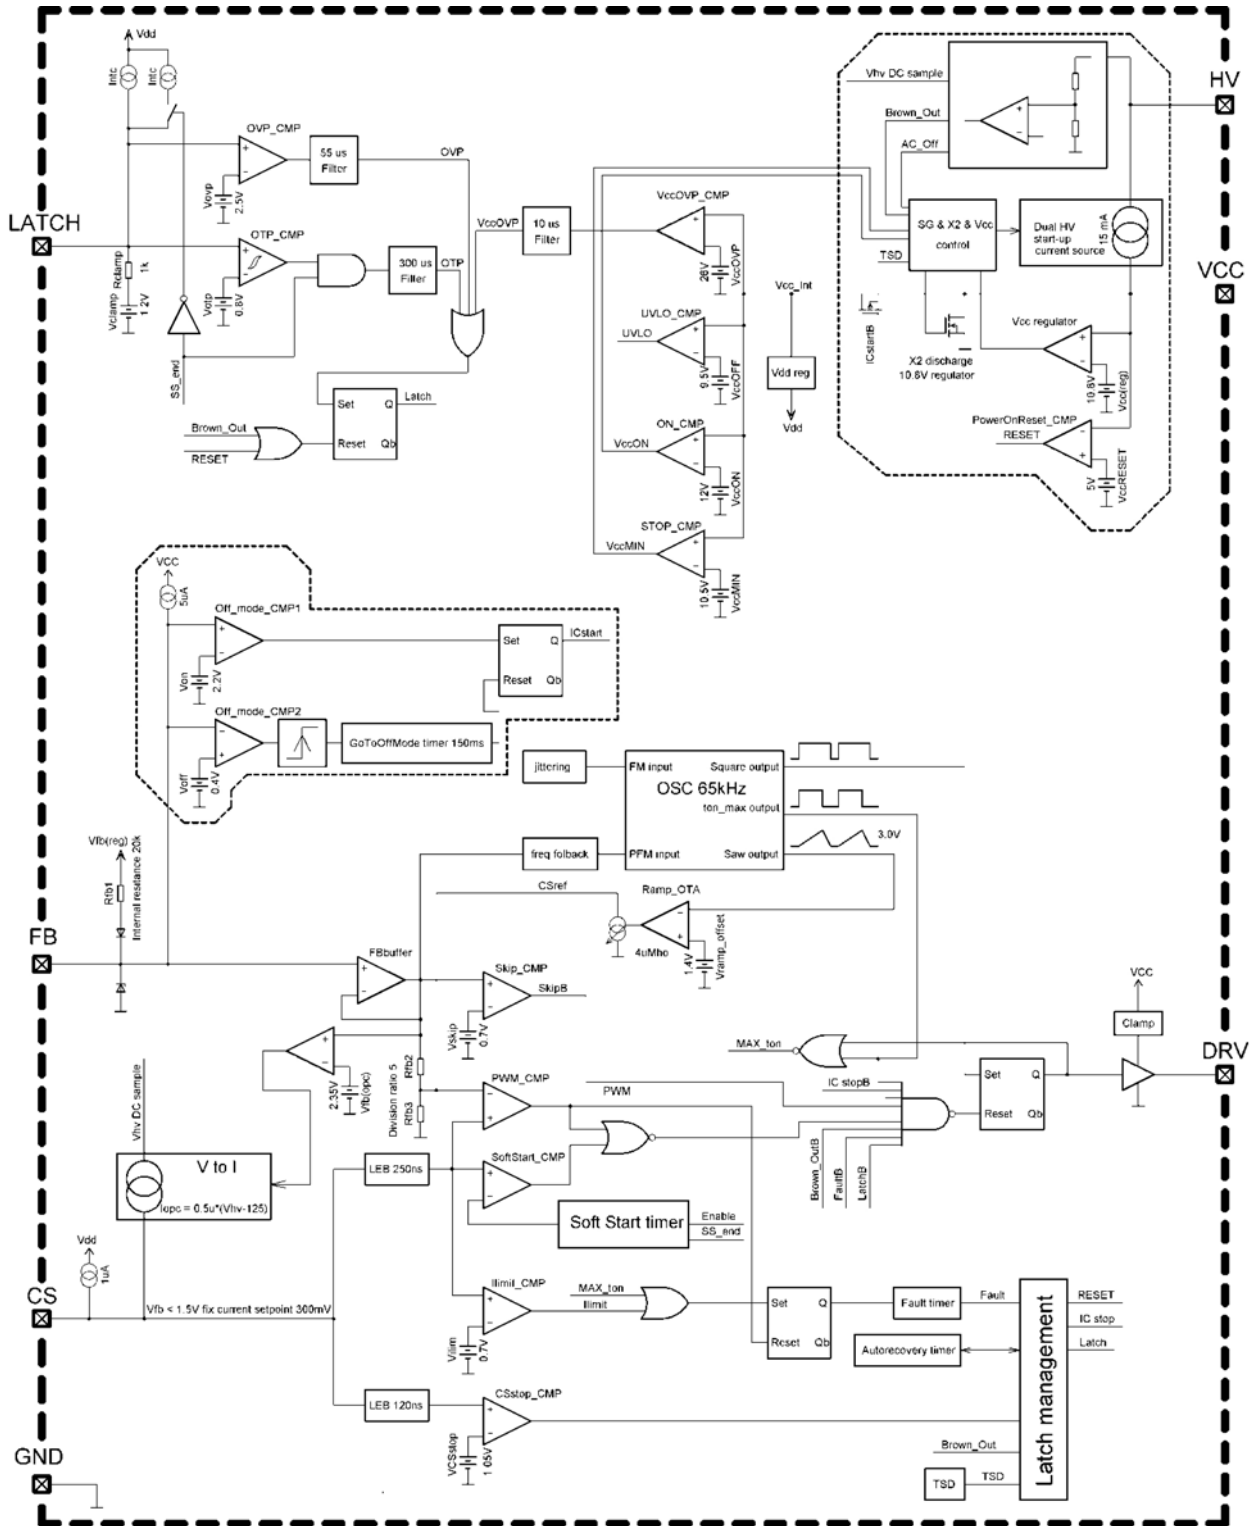 Vdd
Intc
Intc
OVP_CMP
55 us
Filter
OVP
Vovp
2.5V
LATCH
OTP_CMP
300 us
Filter
OTP
Rclamp
1k
Vclamp
12V
Votp
0.8V
SS_end
Brown_Out
RESET
Set
Q
Reset
Qb
Latch
VccOVP
10 us
Filter
VccOVP_CMP
26V
VccOVP
UVLO_CMP
UVLO
9.5V
VccOFF
ON_CMP
VccON
12V
VccON
STOP_CMP
VccMIN
10.5V
VccMIN
Vcc_Int
Vdd reg
Vdd
Vhv DC sample
Brown_Out
AC_Off
SG & X2 & Vcc
control
TSD
Dual HV
start-up
current source
15 mA
HV
VCC
ICstartB
X2 discharge
10.8V regulator
Vcc regulator
10.8V
Vcc(reg)
PowerOnReset_CMP
RESET
5V
VccRESET
VCC
5uA
Off_mode_CMP1
Von
2.2V
Set
Q
Reset
Qb
ICstart
Off_mode_CMP2
GoToOffMode timer 150ms
Voff
0.4V
jittering
FM input
Square output
OSC 65kHz
ton_max output
freq folback
PFM input
Saw output
3.0V
Vfb(reg)
Rfb1
Internal resitance 20k
FB
CSref
Ramp_OTA
4uMho
1.4V
Vramp_offset
FBbuffer
Skip_CMP
SkipB
Vskip
0.7V
2.35V
Vfb(opc)
Rfb2
Division ratio 5
Rfb3
PWM_CMP
PWM
MAX_ton
IC stopB
Brown_OutB
FaultB
LatchB
Set
Q
Reset
Qb
VCC
Clamp
DRV
Vhv DC sample
V to I
Iopc = 0.5u*(Vhv-125)
LEB 250ns
SoftStart_CMP
Soft Start timer
Enable
SS_end
Vdd
1uA
CS
Vfb < 1.5V fix current setpoint 300mV
Ilimit_CMP
MAX_ton
Ilimit
Vilim
0.7V
Set
Q
Reset
Qb
Fault timer
Fault
Autorecovery timer
Latch management
RESET
IC stop
Latch
LEB 120ns
CSstop_CMP
VCSstop
1.05V
Brown_Out
TSD
TSD
GND